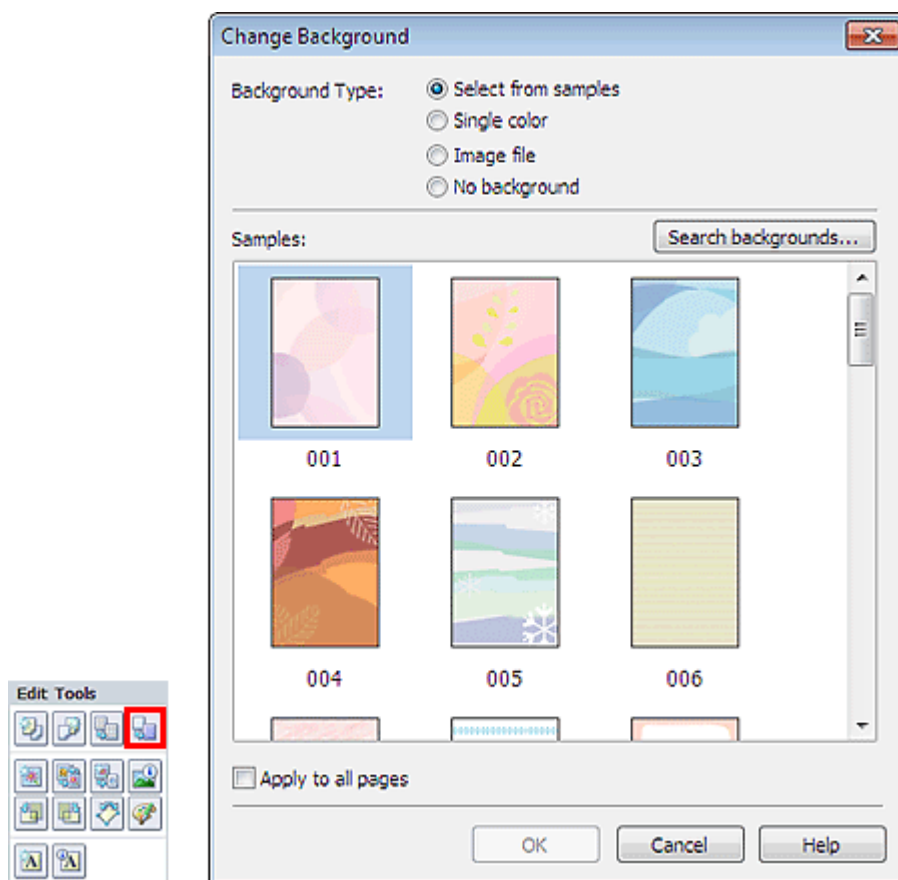 Change Background
Background Type:
Select from samples
Single color
Image file
No background
Samples:
Search backgrounds...
001 002 003
004 005 006
Edit Tools
Apply to all pages
OK Cancel Help